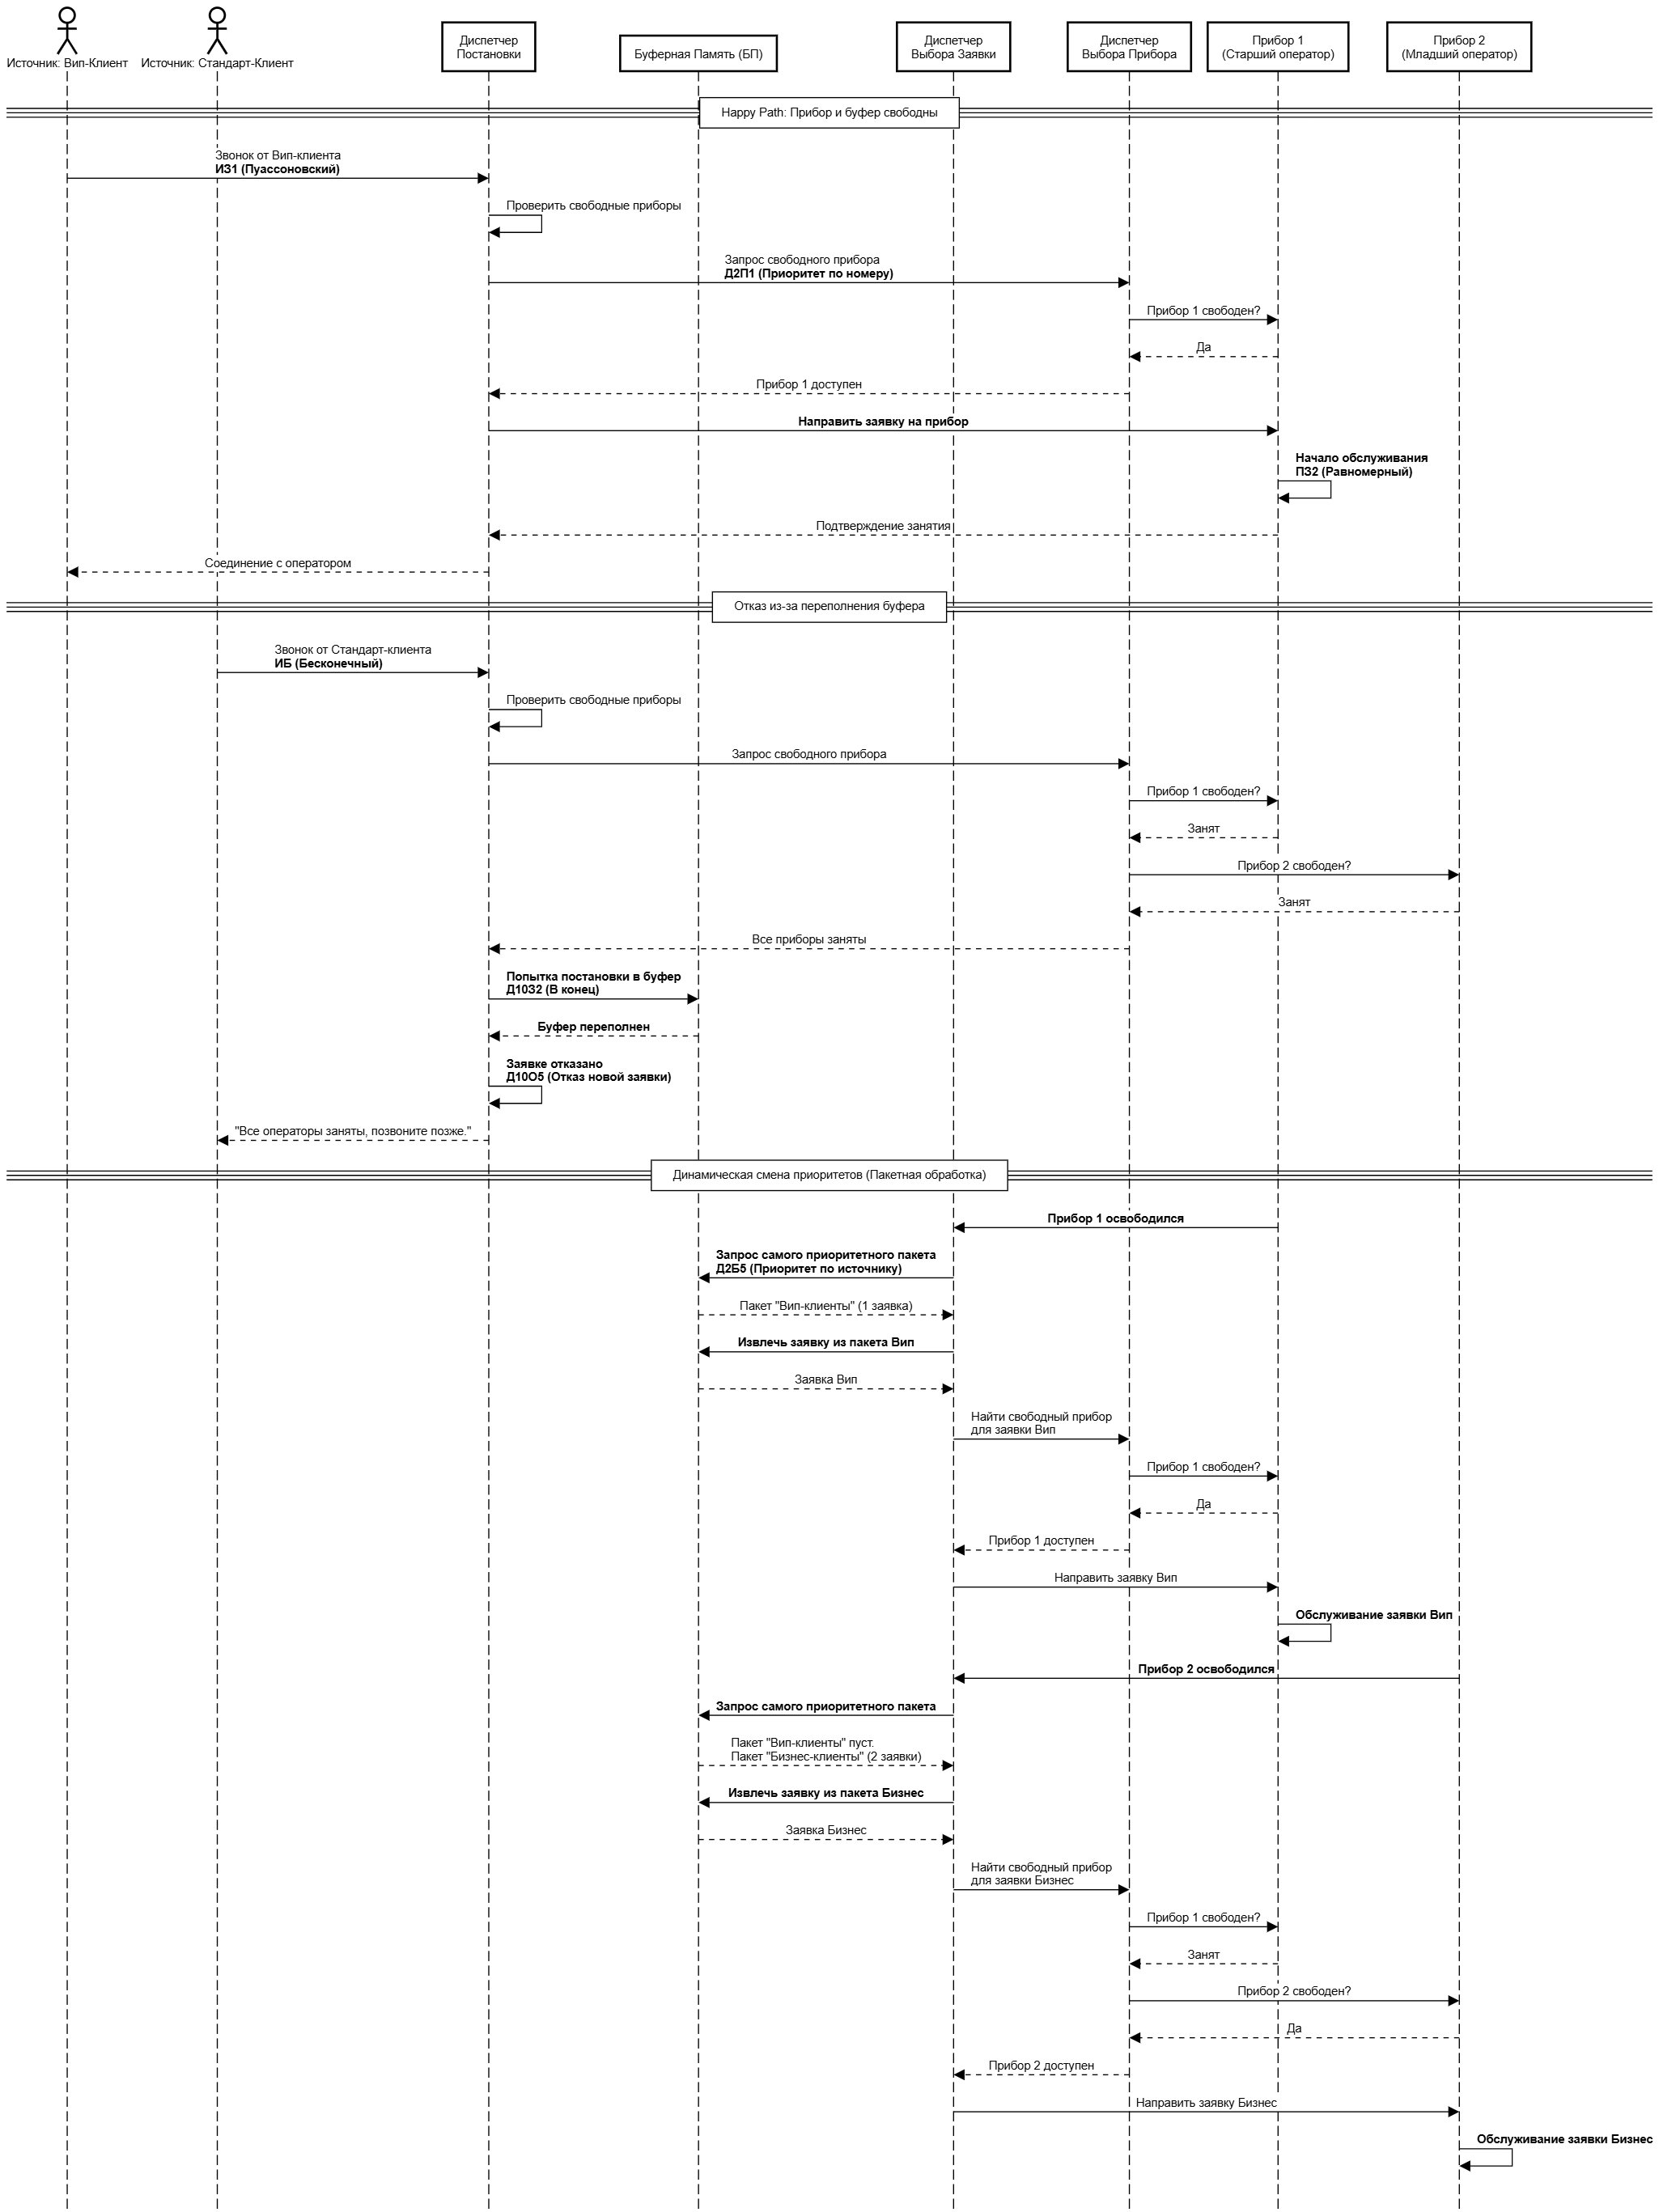 Источник: Вип-Клиент
Источник: Стандарт-Клиент
Диспетчер
Постановки
Буферная Память (БП)
Диспетчер
Выбора Заявки
Диспетчер
Выбора Прибора
Прибор 1
(Старший оператор)
Прибор 2
(Младший оператор)
Happy Path: Прибор и буфер свободны
Звонок от Вип-клиента
ИЗ1 (Пуассоновский)
Проверить свободные приборы
Запрос свободного прибора
Д2П1 (Приоритет по номеру)
Прибор 1 свободен?
Да
Прибор 1 доступен
Направить заявку на прибор
Начало обслуживания
ПЗ2 (Равномерный)
Подтверждение занятия
Соединение с оператором
Отказ из-за переполнения буфера
Звонок от Стандарт-клиента
ИБ (Бесконечный)
Проверить свободные приборы
Запрос свободного прибора
Прибор 1 свободен?
Занят
Прибор 2 свободен?
Занят
Все приборы заняты
Попытка постановки в буфер
Д10З2 (В конец)
Буфер переполнен
Заявке отказано
Д10О5 (Отказ новой заявки)
"Все операторы заняты, позвоните позже."
Динамическая смена приоритетов (Пакетная обработка)
Прибор 1 освободился
Запрос самого приоритетного пакета
Д2Б5 (Приоритет по источнику)
Пакет "Вип-клиенты" (1 заявка)
Извлечь заявку из пакета Вип
Заявка Вип
Найти свободный прибор
для заявки Вип
Прибор 1 свободен?
Да
Прибор 1 доступен
Направить заявку Вип
Обслуживание заявки Вип
Прибор 2 освободился
Запрос самого приоритетного пакета
Пакет "Вип-клиенты" пуст.
Пакет "Бизнес-клиенты" (2 заявки)
Извлечь заявку из пакета Бизнес
Заявка Бизнес
Найти свободный прибор
для заявки Бизнес
Прибор 1 свободен?
Занят
Прибор 2 свободен?
Да
Прибор 2 доступен
Направить заявку Бизнес
Обслуживание заявки Бизнес